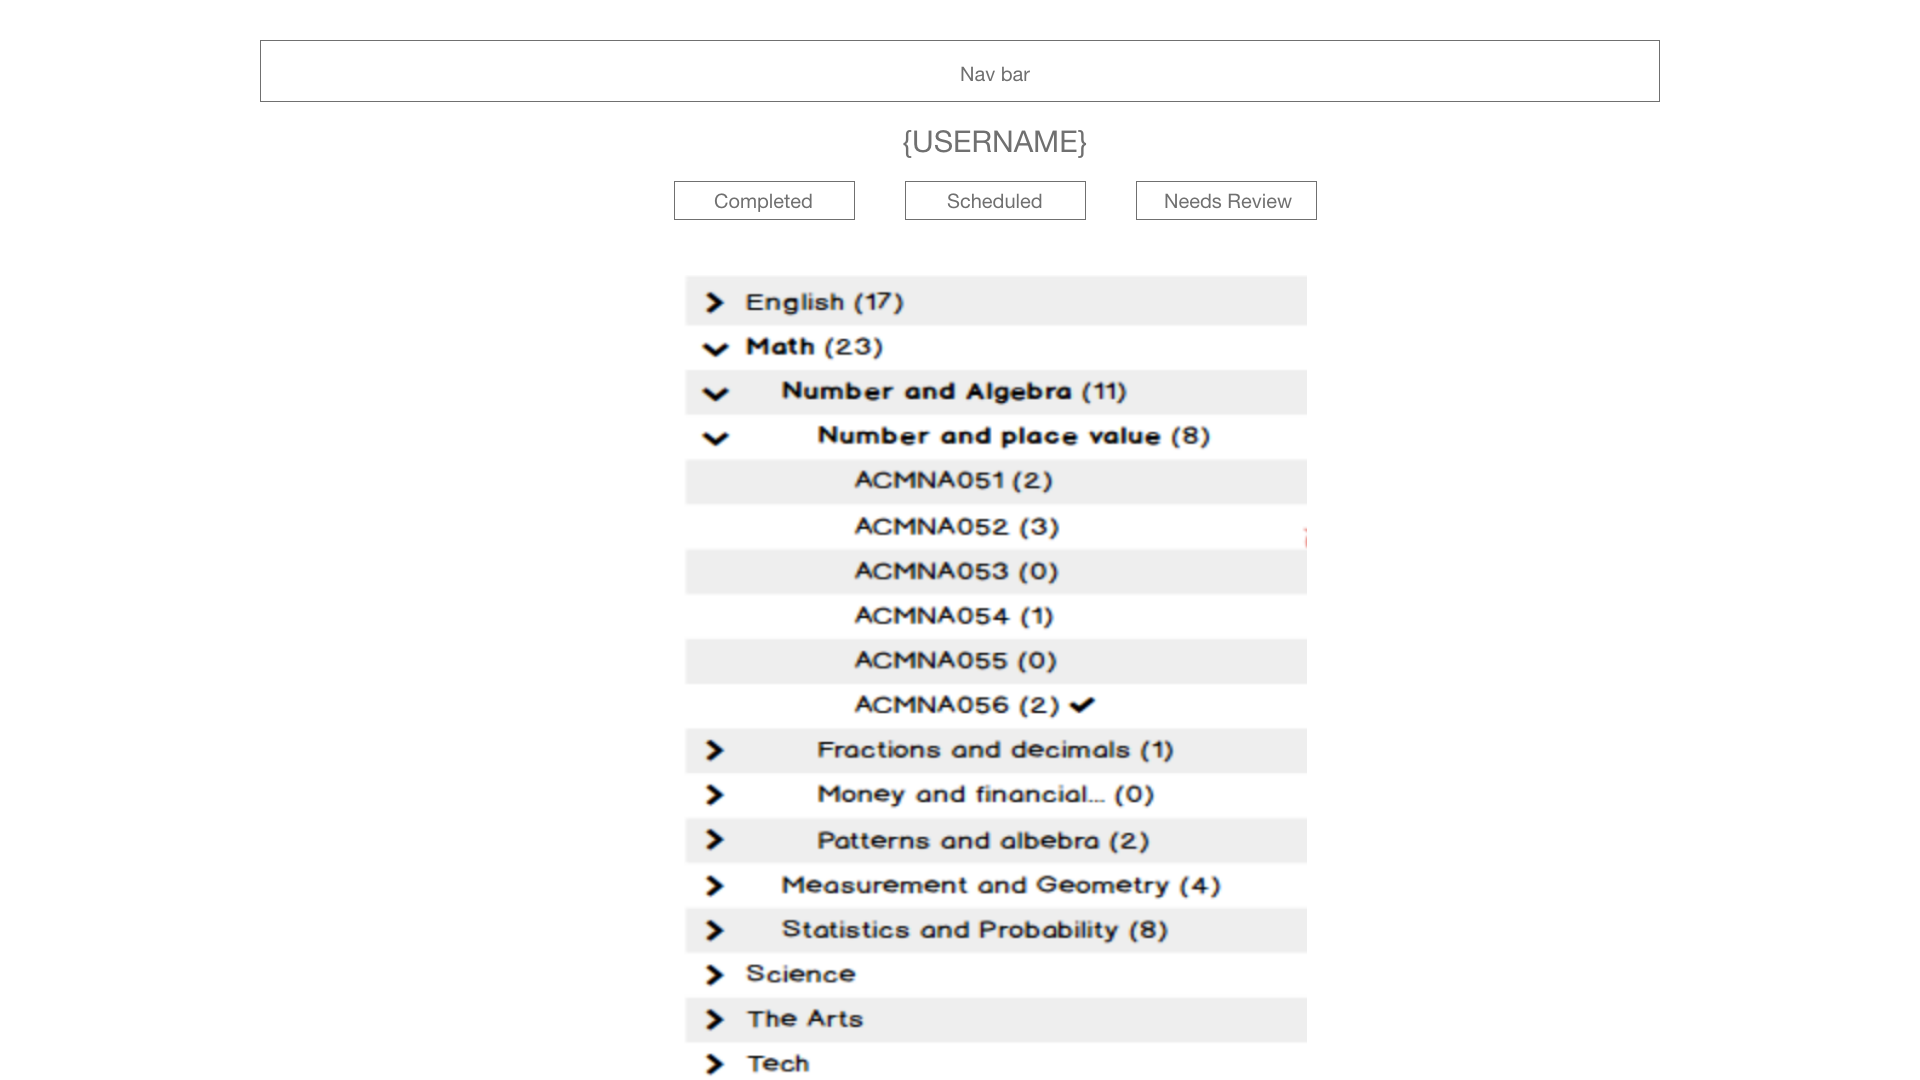 Nav bar
{USERNAME}
Completed Scheduled Needs Review
English (17)
Math (23)
Number and Algebra (11)
Number and place value (8)
ACMNA051 (2)
ACMNA052 (3)
ACMNA053 (0)
ACMNA054 (1)
ACMNA055 (0)
ACMNA056 (2)
Fractions and decimals (1)
Money and financial... (0)
Patterns and albebra (2)
Measurement and Geometry (4)
Statistics and Probability (8)
Science
The Arts
Tech